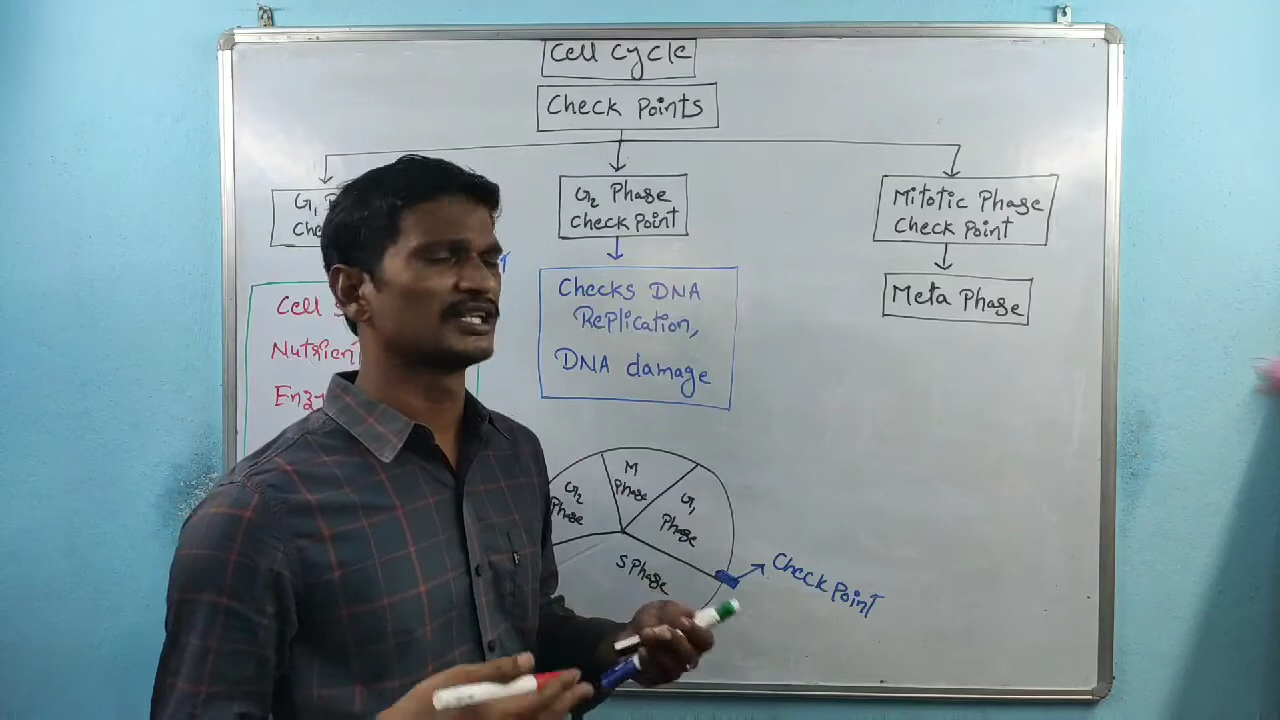 Cell Cycle
Check Points
G1
G2 Phase
Check Point
Mitotic Phase
Check Point
Meta Phase
Checks DNA
Replication,
DNA damage
Cell
M
Phase
G2
Phase
G1
Phase
S Phase
Check Point